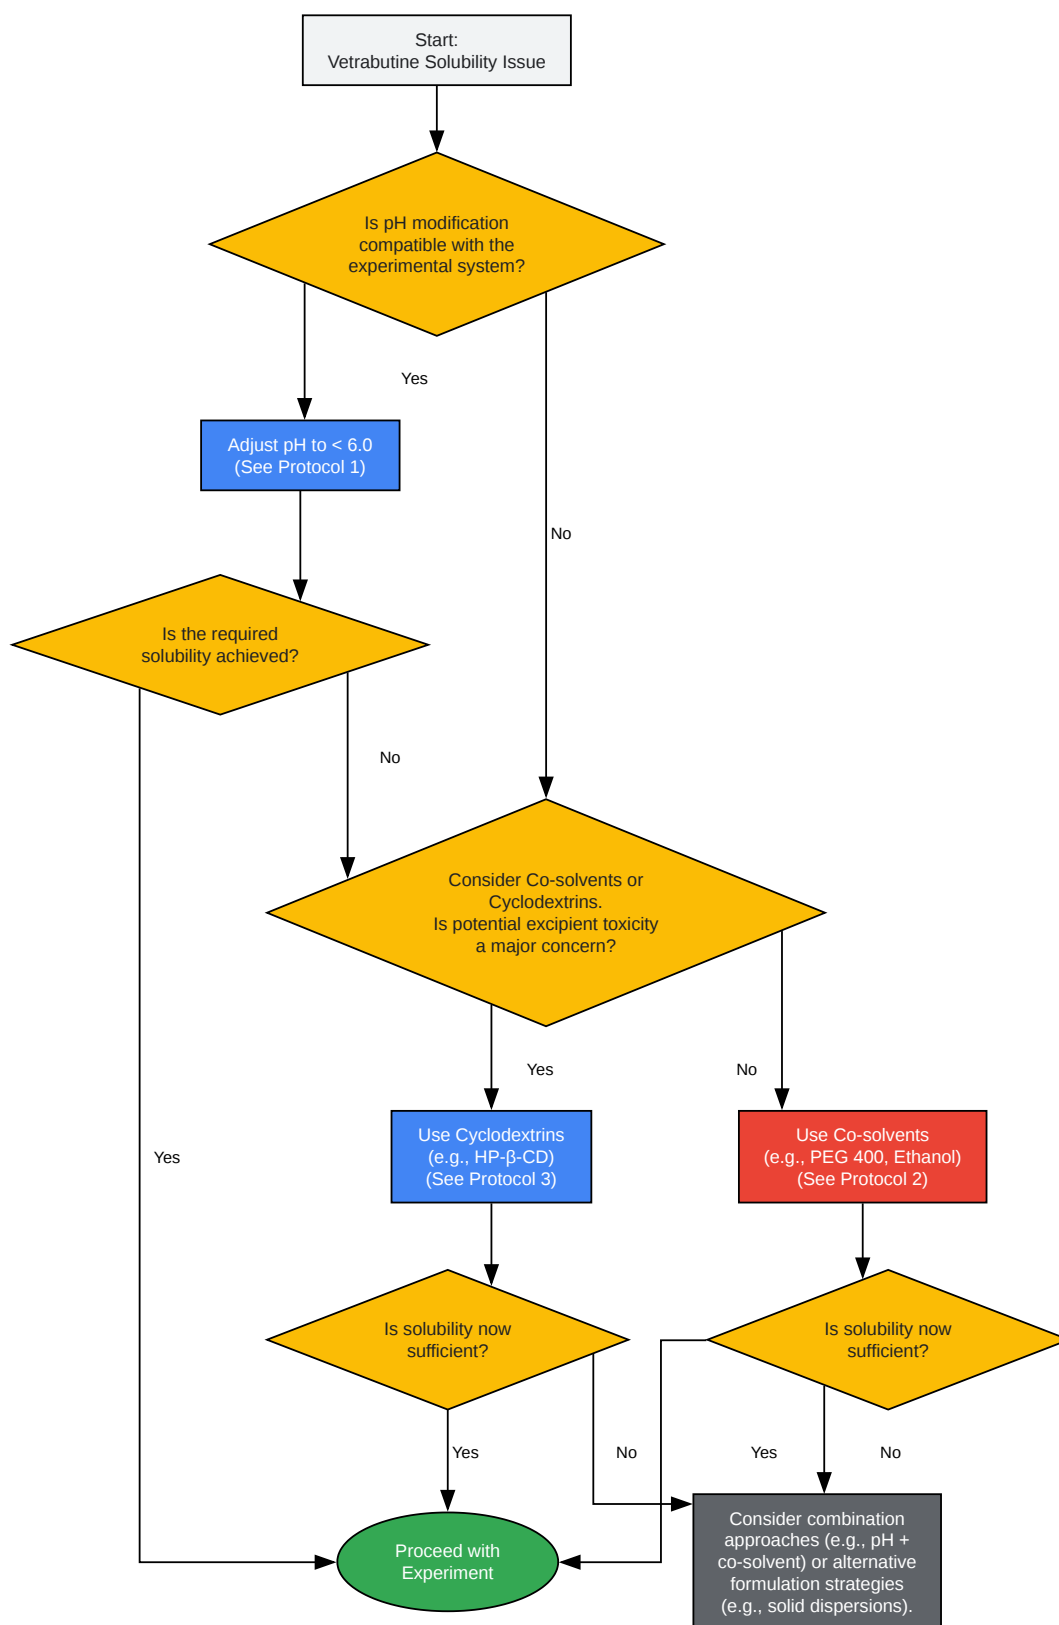 Start:
Vetrabutine Solubility Issue
Is pH modification
compatible with the
experimental system?
Yes
Adjust pH to < 6.0
(See Protocol 1)
No
Is the required
solubility achieved?
No
Consider Co-solvents or
Cyclodextrins.
Is potential excipient toxicity
a major concern?
Yes
No
Use Cyclodextrins
(e.g., HP-β-CD)
(See Protocol 3)
Use Co-solvents
(e.g., PEG 400, Ethanol)
(See Protocol 2)
Yes
Is solubility now
sufficient?
Is solubility now
sufficient?
Yes
No
Yes
No
Proceed with
Experiment
Consider combination
approaches (e.g., pH +
co-solvent) or alternative
formulation strategies
(e.g., solid dispersions).